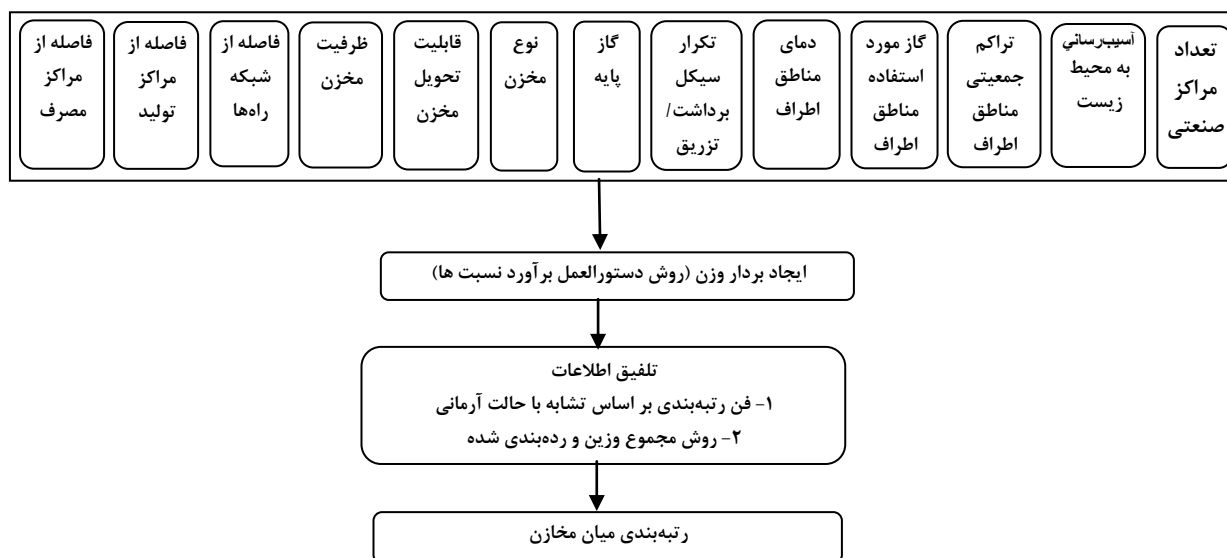 تعداد
مراکز
صنعتی
آسیب‌رساني
به محیط
زیست
تراکم
جمعیتی
مناطق
اطراف
گاز مورد
استفاده
مناطق
اطراف
دمای
مناطق
اطراف
تکرار
سیکل
برداشت/
تزریق
گاز
پایه
نوع
مخزن
قابلیت
تحویل
مخزن
ظرفیت
مخزن
فاصله از
شبکه
راه‌ها
فاصله از
مراکز
تولید
فاصله از
مراکز
مصرف
ایجاد بردار وزن (روش دستورالعمل برآورد نسبت ها)
تلفیق اطلاعات
۱- فن رتبه‌بندی بر اساس تشابه با حالت آرمانی
۲- روش مجموع وزین و رده‌بندی شده
رتبه‌بندی میان مخازن